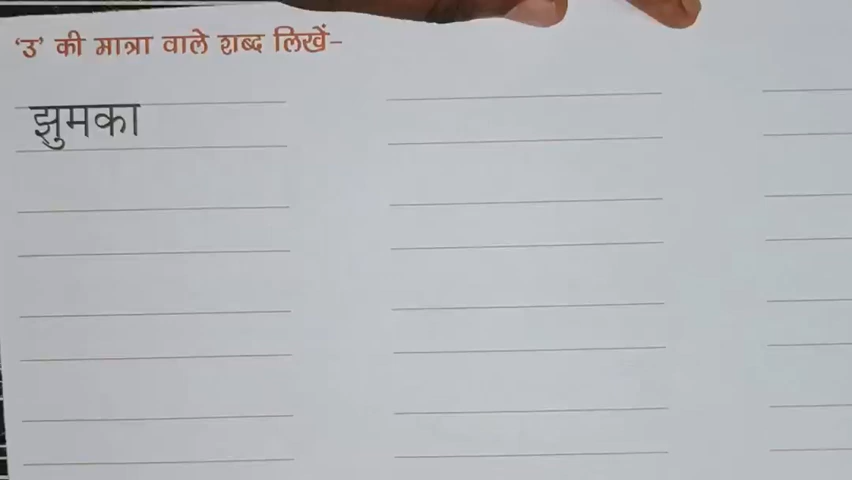 ‘उ’ की मात्रा वाले शब्द लिखें–
झुमका